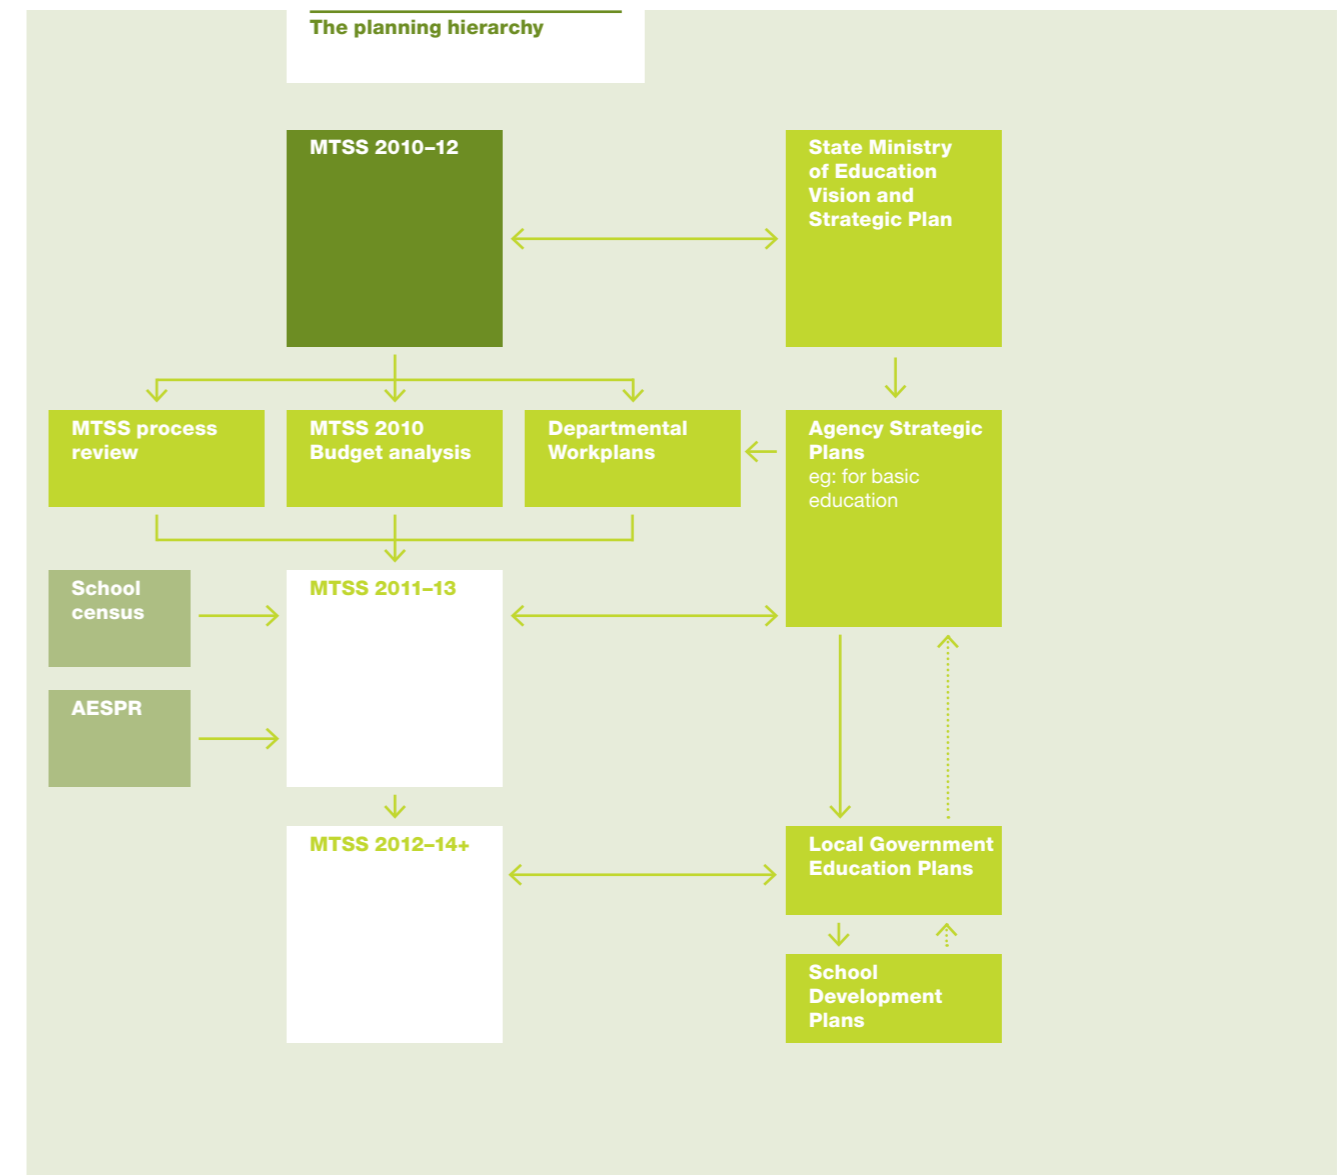 The planning hierarchy
MTSS 2010–12
State Ministry
of Education
Vision and
Strategic Plan
MTSS process
review
MTSS 2010
Budget analysis
Departmental
Workplans
Agency Strategic
Plans
eg: for basic
education
School
census
MTSS 2011–13
AESPR
MTSS 2012–14+
Local Government
Education Plans
School
Development
Plans